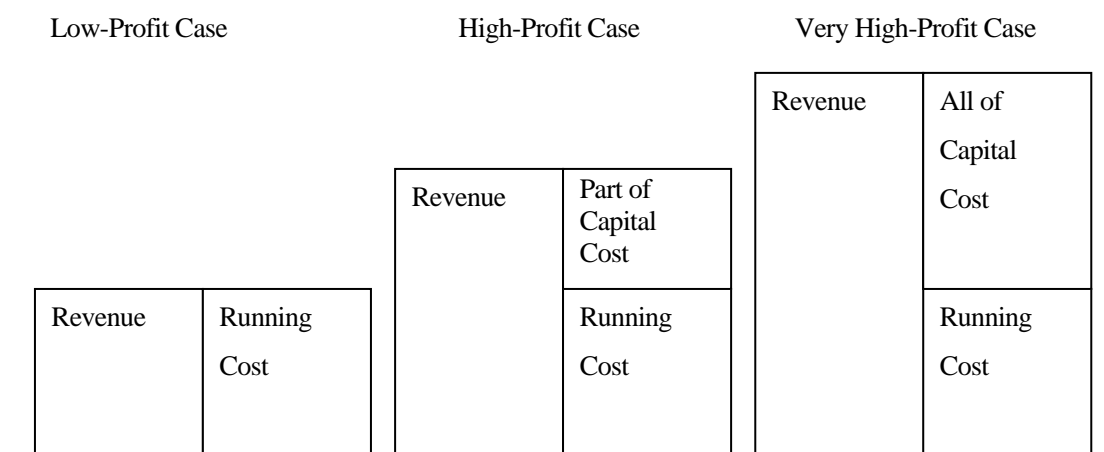 Low-Profit Case
High-Profit Case
Very High-Profit Case
Revenue
Running
Cost
Revenue
Part of
Capital
Cost
Running
Cost
Revenue
All of
Capital
Cost
Running
Cost